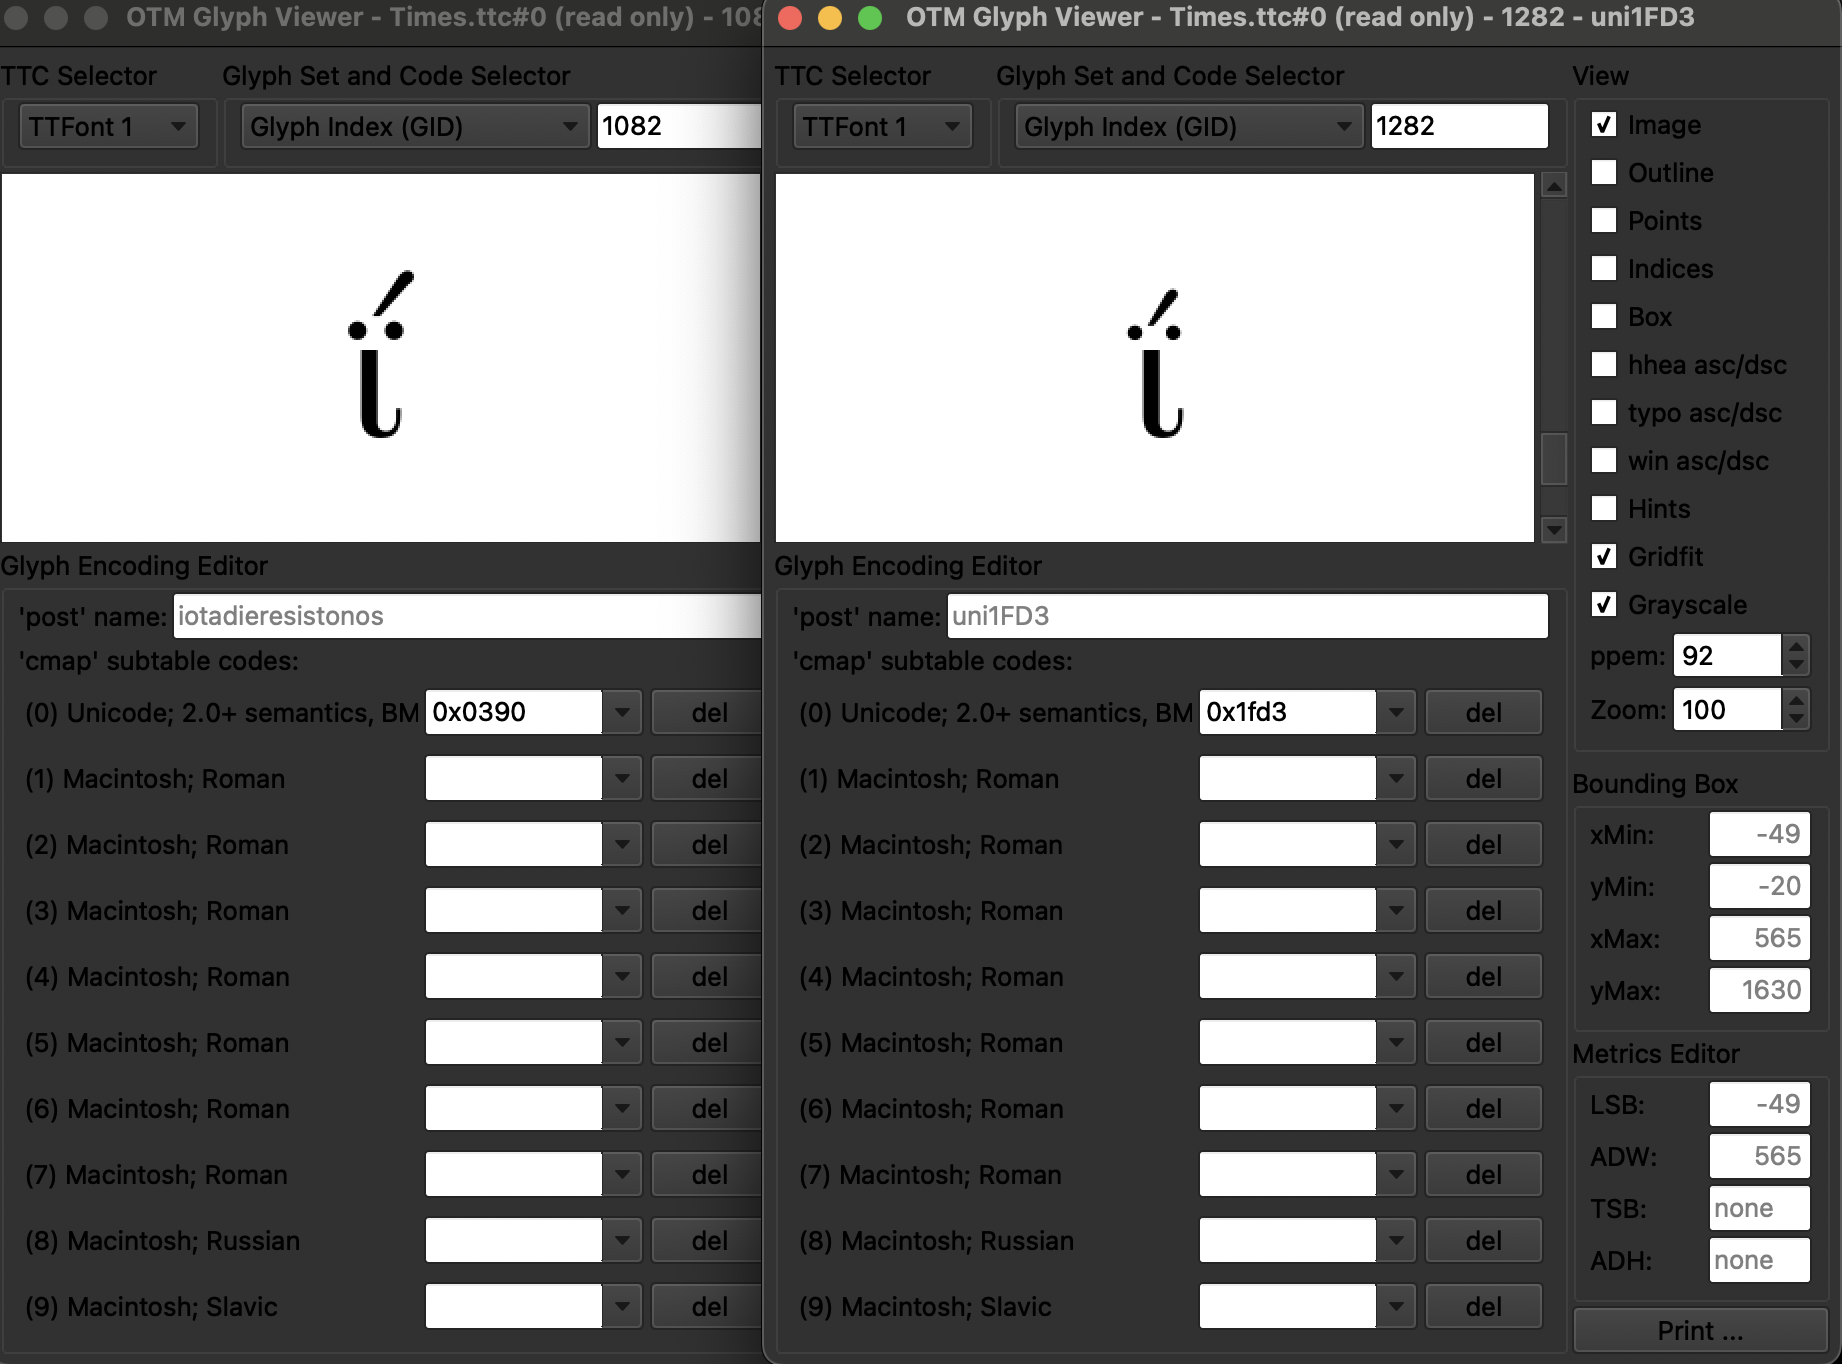 OTM Glyph Viewer - Times.ttc#0 (read only) - 108
TTC Selector
Glyph Set and Code Selector
TTFont 1
Glyph Index (GID)
1082
ΐ
Glyph Encoding Editor
'post' name:
iotadieresistonos
'cmap' subtable codes:
(0) Unicode; 2.0+ semantics, BM
0x0390
del
(1) Macintosh; Roman
del
(2) Macintosh; Roman
del
(3) Macintosh; Roman
del
(4) Macintosh; Roman
del
(5) Macintosh; Roman
del
(6) Macintosh; Roman
del
(7) Macintosh; Roman
del
(8) Macintosh; Russian
del
(9) Macintosh; Slavic
del
OTM Glyph Viewer - Times.ttc#0 (read only) - 1282 - uni1FD3
TTC Selector
Glyph Set and Code Selector
TTFont 1
Glyph Index (GID)
1282
ΐ
Glyph Encoding Editor
'post' name:
uni1FD3
'cmap' subtable codes:
(0) Unicode; 2.0+ semantics, BM
0x1fd3
del
(1) Macintosh; Roman
del
(2) Macintosh; Roman
del
(3) Macintosh; Roman
del
(4) Macintosh; Roman
del
(5) Macintosh; Roman
del
(6) Macintosh; Roman
del
(7) Macintosh; Roman
del
(8) Macintosh; Russian
del
(9) Macintosh; Slavic
del
View
Image
Outline
Points
Indices
Box
hhea asc/dsc
typo asc/dsc
win asc/dsc
Hints
Gridfit
Grayscale
ppem: 92
Zoom: 100
Bounding Box
xMin: -49
yMin: -20
xMax: 565
yMax: 1630
Metrics Editor
LSB: -49
ADW: 565
TSB: none
ADH: none
Print ...